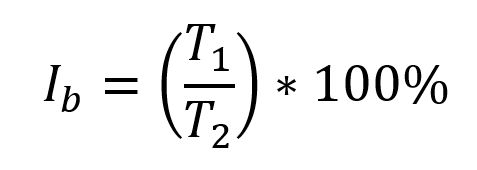 I_b = (T_1/T_2) * 100%